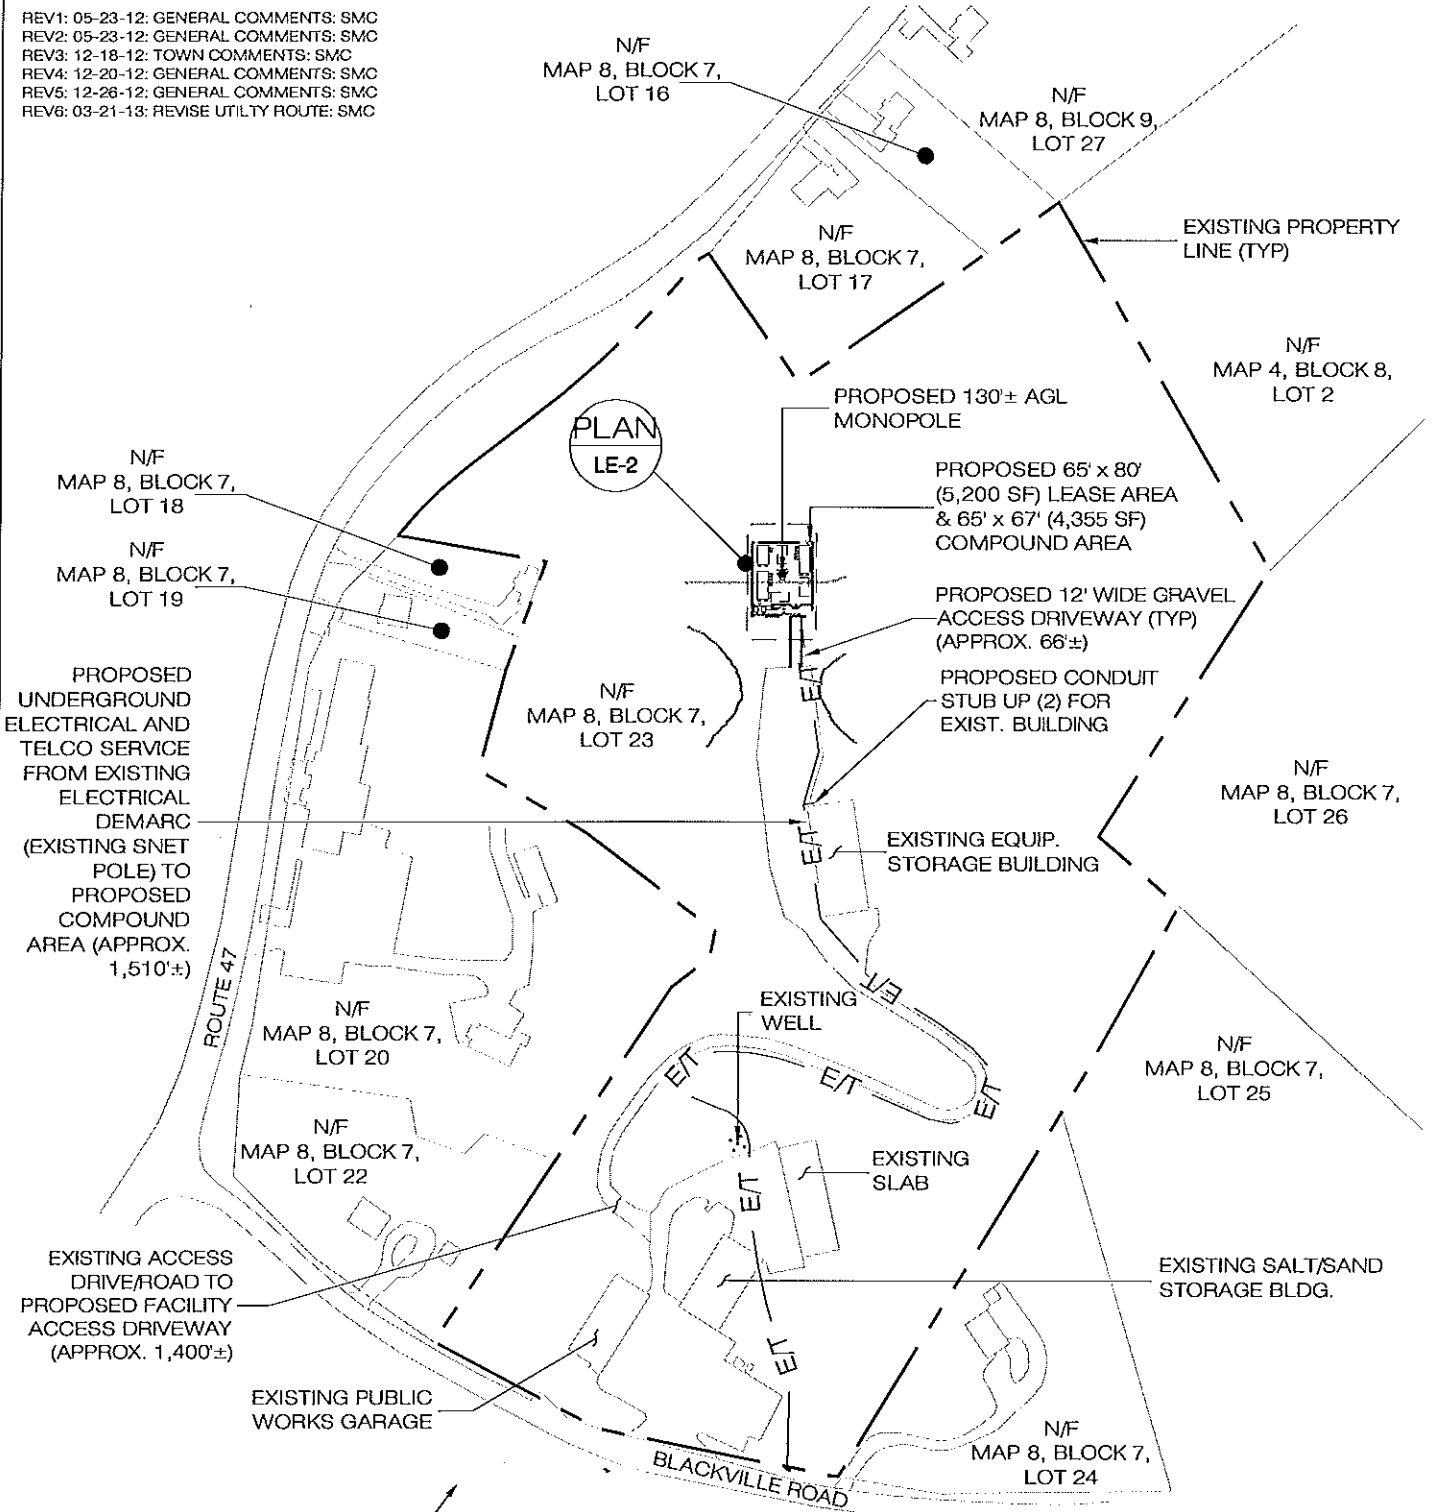 REV1: 05-23-12: GENERAL COMMENTS: SMC
REV2: 05-23-12: GENERAL COMMENTS: SMC
REV3: 12-18-12: TOWN COMMENTS: SMC
REV4: 12-20-12: GENERAL COMMENTS: SMC
REV5: 12-26-12: GENERAL COMMENTS: SMC
REV6: 03-21-13: REVISE UTILTY ROUTE: SMC
N/F
MAP 8, BLOCK 7,
LOT 16
N/F
MAP 8, BLOCK 9,
LOT 27
N/F
MAP 8, BLOCK 7,
LOT 17
EXISTING PROPERTY
LINE (TYP)
N/F
MAP 4, BLOCK 8,
LOT 2
PROPOSED 130'± AGL
MONOPOLE
PLAN
LE-2
N/F
MAP 8, BLOCK 7,
LOT 18
PROPOSED 65' x 80'
(5,200 SF) LEASE AREA
& 65' x 67' (4,355 SF)
COMPOUND AREA
N/F
MAP 8, BLOCK 7,
LOT 19
PROPOSED 12' WIDE GRAVEL
ACCESS DRIVEWAY (TYP)
(APPROX. 66'±)
PROPOSED
UNDERGROUND
ELECTRICAL AND
TELCO SERVICE
FROM EXISTING
ELECTRICAL
DEMARC
(EXISTING SNET
POLE) TO
PROPOSED
COMPOUND
AREA (APPROX.
1,510'±)
N/F
MAP 8, BLOCK 7,
LOT 23
E/T
PROPOSED CONDUIT
STUB UP (2) FOR
EXIST. BUILDING
N/F
MAP 8, BLOCK 7,
LOT 26
E/T
EXISTING EQUIP.
STORAGE BUILDING
ROUTE 47
E/T
EXISTING
WELL
N/F
MAP 8, BLOCK 7,
LOT 20
E/T
E/T
E/T
N/F
MAP 8, BLOCK 7,
LOT 25
N/F
MAP 8, BLOCK 7,
LOT 22
E/T
EXISTING
SLAB
EXISTING ACCESS
DRIVE/ROAD TO
PROPOSED FACILITY
ACCESS DRIVEWAY
(APPROX. 1,400'±)
EXISTING SALT/SAND
STORAGE BLDG.
E/T
EXISTING PUBLIC
WORKS GARAGE
BLACKVILLE ROAD
N/F
MAP 8, BLOCK 7,
LOT 24